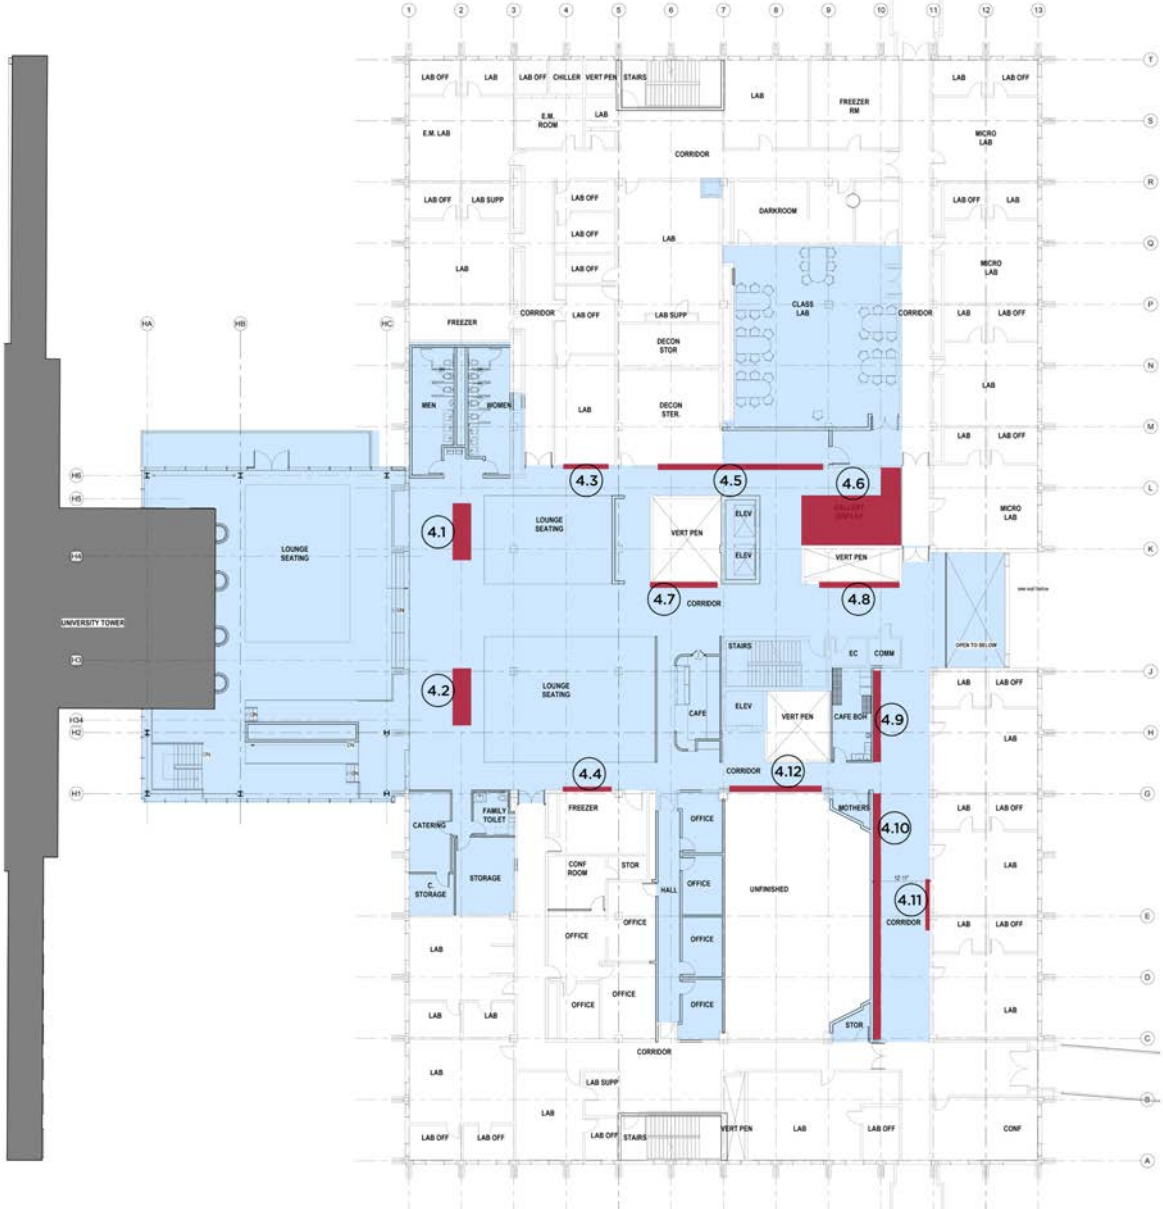 1 2 3 4 5 6 7 8 9 10 11 12 13
T
LAB OFF LAB LAB OFF CHILLER VERT PEN STAIRS LAB LAB OFF
LAB FREEZER RM
E.M. ROOM LAB
S
E.M. LAB MICRO LAB
CORRIDOR
R
LAB OFF LAB SUPP LAB OFF DARKROOM LAB OFF LAB
LAB OFF LAB
Q
LAB LAB OFF MICRO LAB
CLASS LAB
P
HA HB HC
FREEZER CORRIDOR LAB OFF LAB SUPP CORRIDOR LAB LAB OFF
DECON STOR
N
LAB
MEN WOMEN LAB DECON STER.
M
LAB LAB OFF
H6
4.3 4.5 4.6
L
H5
MICRO LAB
4.1 LOUNGE SEATING VERT PEN ELEV
K
H4 LOUNGE SEATING ELEV VERT PEN
4.7 CORRIDOR 4.8
DN
UNIVERSITY TOWER
STAIRS EC COMM OPEN TO BELOW
H3
J
4.2 LOUNGE SEATING LAB LAB OFF
ELEV
H34 DN CAFE VERT PEN CAFE BOH 4.9
H2
H
LAB
DN DN
4.4 CORRIDOR 4.12
DN
H1
G
CATERING FAMILY TOILET FREEZER OFFICE MOTHERS LAB LAB OFF
4.10
CONF ROOM STOR LAB
C. STORAGE STORAGE HALL OFFICE UNFINISHED 12' 11"
4.11
E
OFFICE OFFICE CORRIDOR LAB LAB OFF
LAB OFFICE
D
OFFICE OFFICE OFFICE LAB
LAB LAB STOR
C
CORRIDOR
LAB LAB SUPP
B
LAB LAB CONF
LAB OFF LAB OFF LAB OFF STAIRS VERT PEN LAB OFF
A